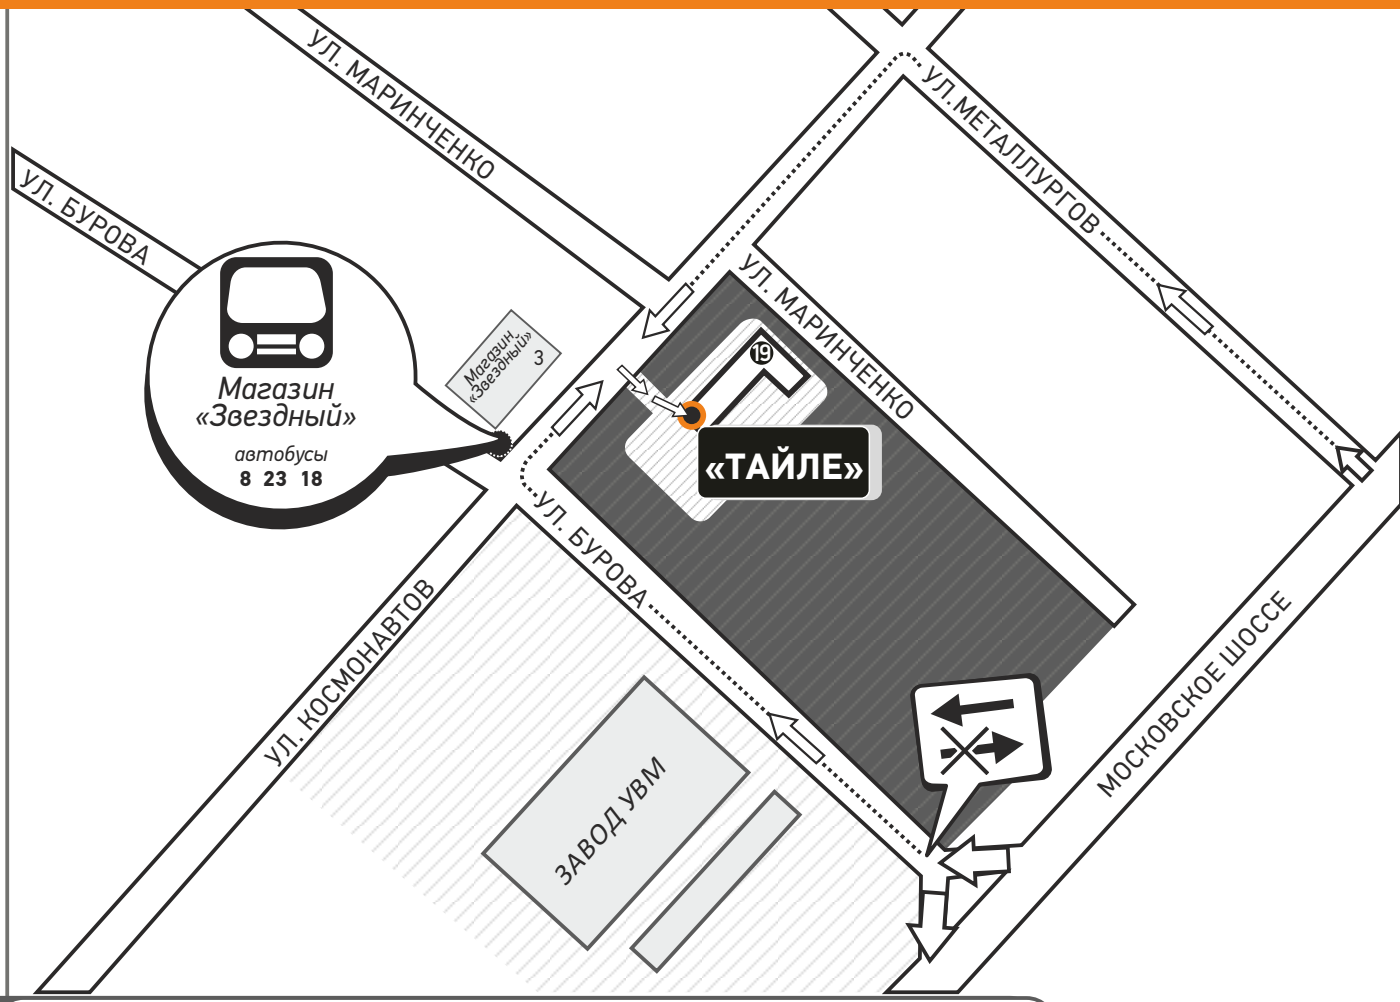 УЛ. МАРИНЧЕНКО
УЛ.МЕТАЛЛУРГОВ
УЛ. БУРОВА
УЛ. МАРИНЧЕНКО
Магазин
«Звездный»
3
19
Магазин
«Звездный»
автобусы
8 23 18
«ТАЙЛЕ»
УЛ. БУРОВА
УЛ. КОСМОНАВТОВ
МОСКОВСКОЕ ШОССЕ
ЗАВОД УВМ